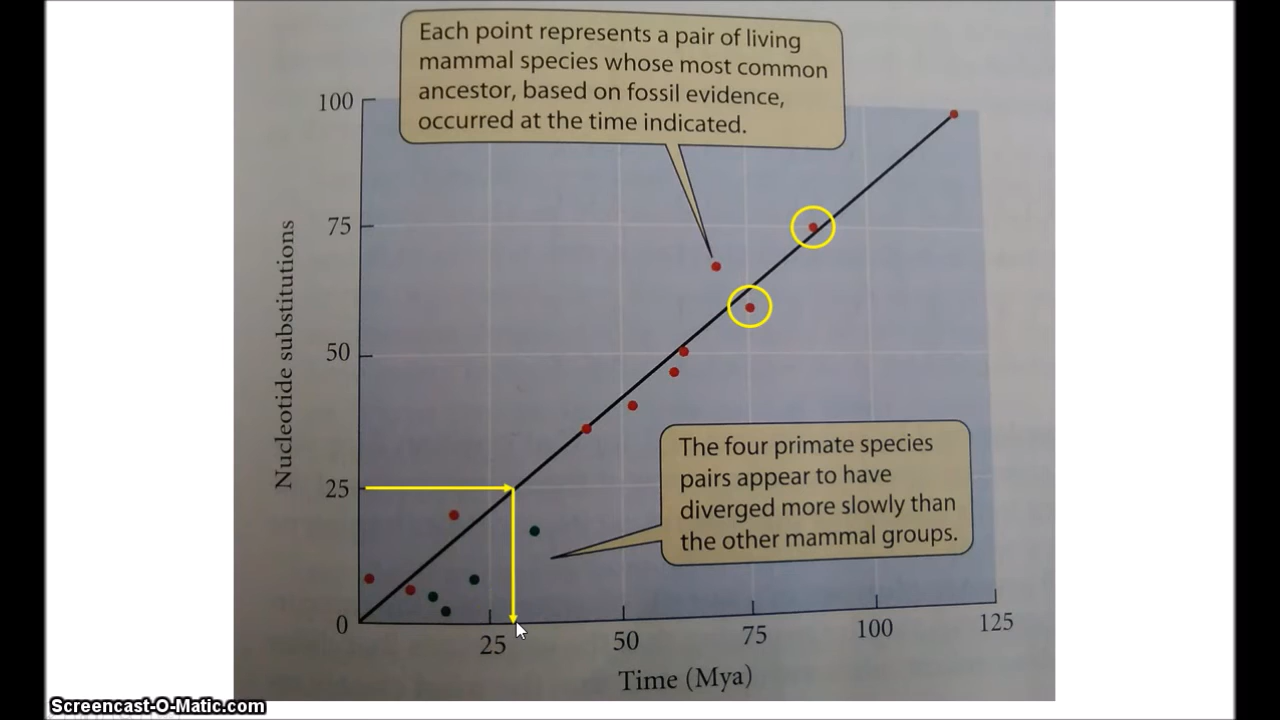 Each point represents a pair of living
mammal species whose most common
ancestor, based on fossil evidence,
occurred at the time indicated.
100
75
50
25
0
Nucleotide substitutions
The four primate species
pairs appear to have
diverged more slowly than
the other mammal groups.
25
50
75
100
125
Time (Mya)
Screencast-O-Matic.com